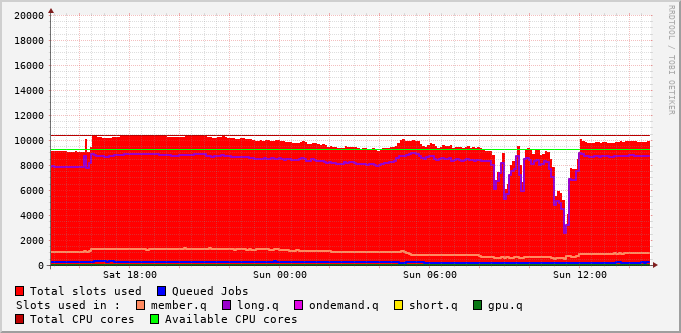 20000
18000
16000
14000
12000
10000
8000
6000
4000
2000
0
Sat 18:00 Sun 00:00 Sun 06:00 Sun 12:00
Total slots used Queued Jobs
Slots used in : member.q long.q ondemand.q short.q gpu.q
Total CPU cores Available CPU cores
RRDTOOL / TOBI OETIKER